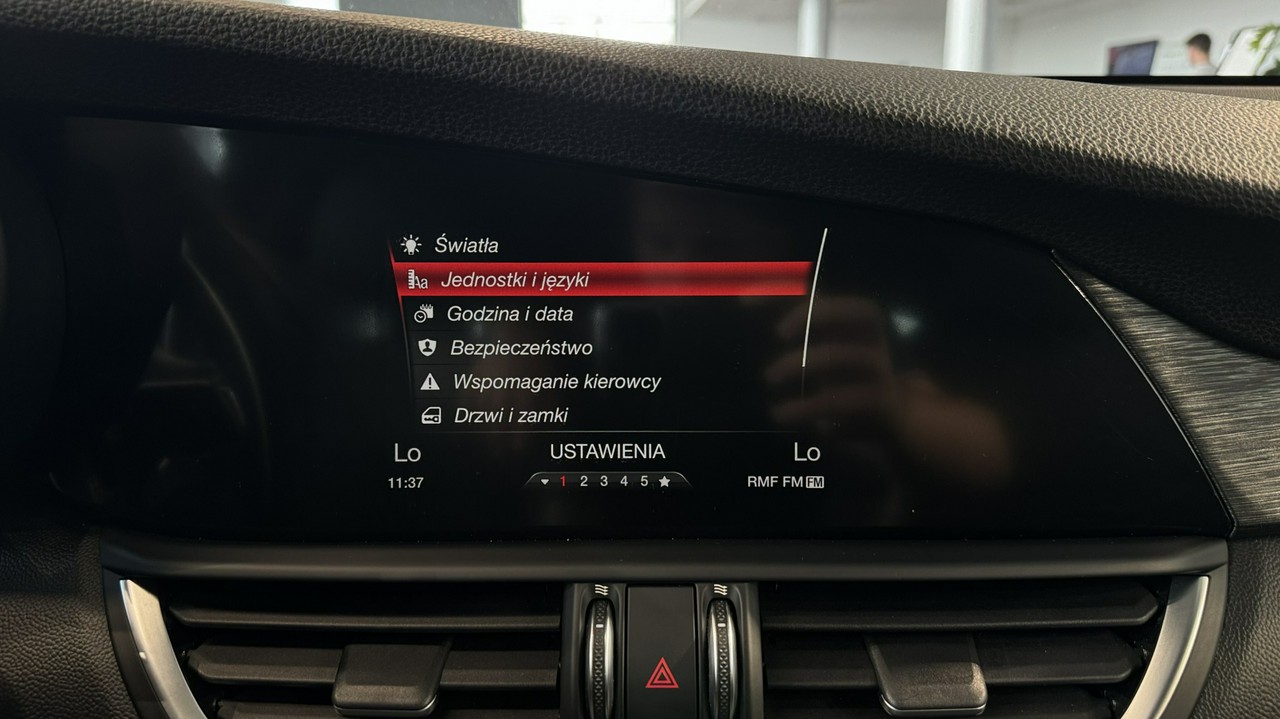 Światła
Aa Jednostki i języki
Godzina i data
Bezpieczeństwo
Wspomaganie kierowcy
Drzwi i zamki
Lo USTAWIENIA Lo
11:37 1 2 3 4 5 RMF FM FM